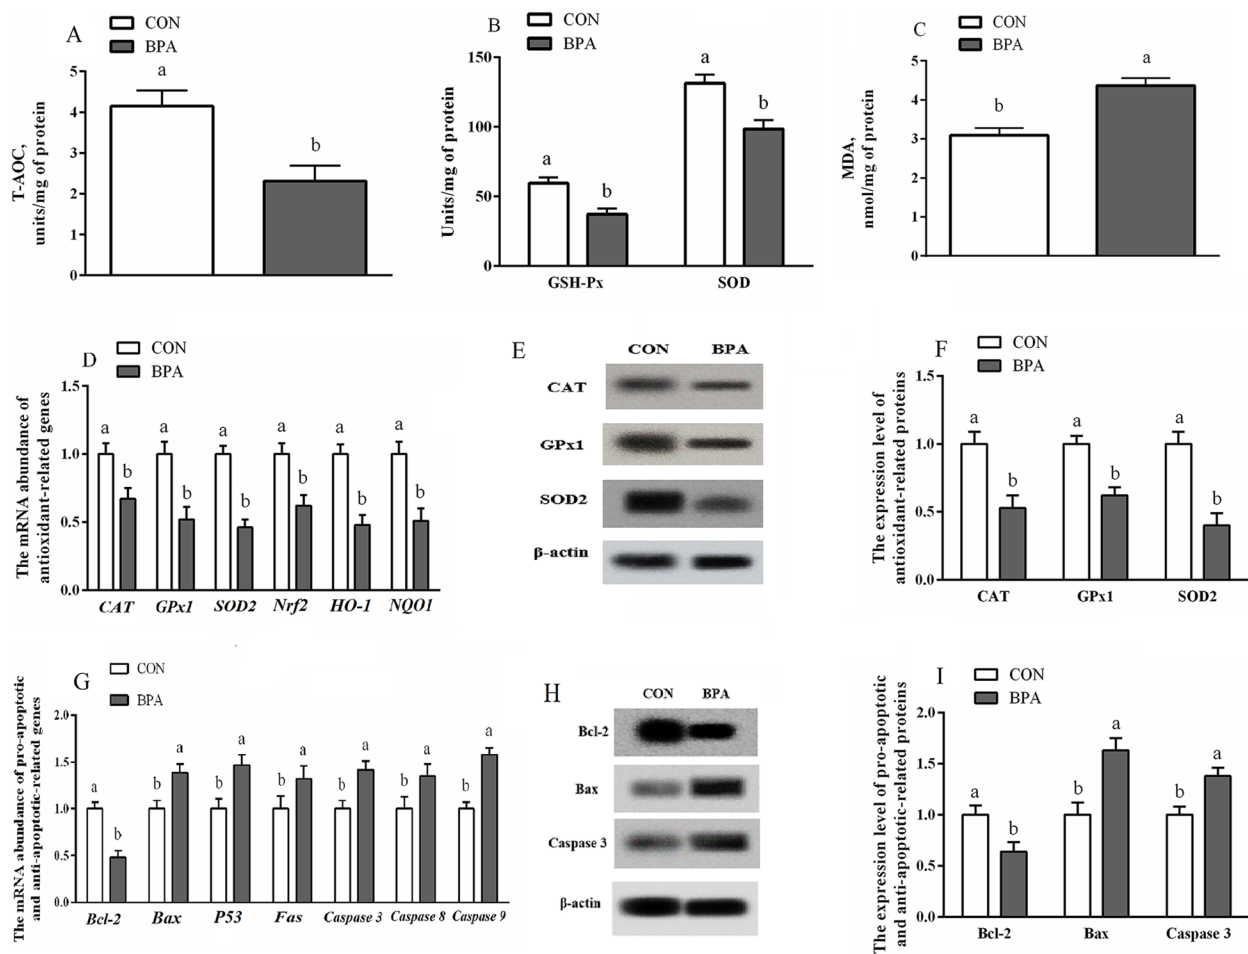 A
CON
BPA
T-AOC,
units/mg of protein
5
4
3
2
1
0
a
b
B
CON
BPA
Units/mg of protein
150
100
50
0
a
b
a
b
GSH-Px
SOD
C
CON
BPA
MDA,
nmol/mg of protein
5
4
3
2
1
0
b
a
D
CON
BPA
The mRNA abundance of
antioxidant-related genes
1.5
1.0
0.5
0.0
a
b
a
b
a
b
a
b
a
b
a
b
CAT
GPx1
SOD2
Nrf2
HO-1
NQO1
E
CON
BPA
CAT
GPx1
SOD2
β-actin
F
CON
BPA
The expression level of
antioxidant-related proteins
1.5
1.0
0.5
0.0
a
b
a
b
a
b
CAT
GPx1
SOD2
G
CON
BPA
The mRNA abundance of pro-apoptotic
and anti-apoptotic-related genes
2.0
1.5
1.0
0.5
0.0
a
b
b
a
b
a
b
a
b
a
b
a
b
a
Bcl-2
Bax
P53
Fas
Caspase 3
Caspase 8
Caspase 9
H
CON
BPA
Bcl-2
Bax
Caspase 3
β-actin
I
CON
BPA
The expression level of pro-apoptotic
and anti-apoptotic-related proteins
2.0
1.5
1.0
0.5
0.0
a
b
b
a
b
a
Bcl-2
Bax
Caspase 3